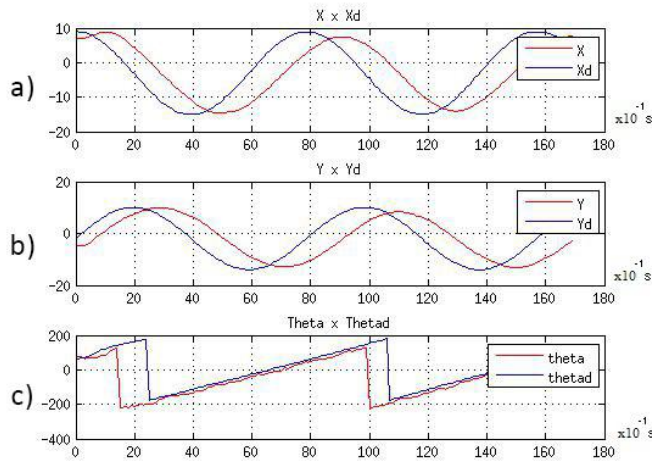 X x Xd
a)
10
0
-10
-20
X
Xd
0 20 40 60 80 100 120 140 160 180
x10⁻¹ s
Y x Yd
b)
20
0
-20
Y
Yd
0 20 40 60 80 100 120 140 160 180
x10⁻¹ s
Theta x Thetad
c)
200
0
-200
-400
theta
thetad
0 20 40 60 80 100 120 140 160 180
x10⁻¹ s